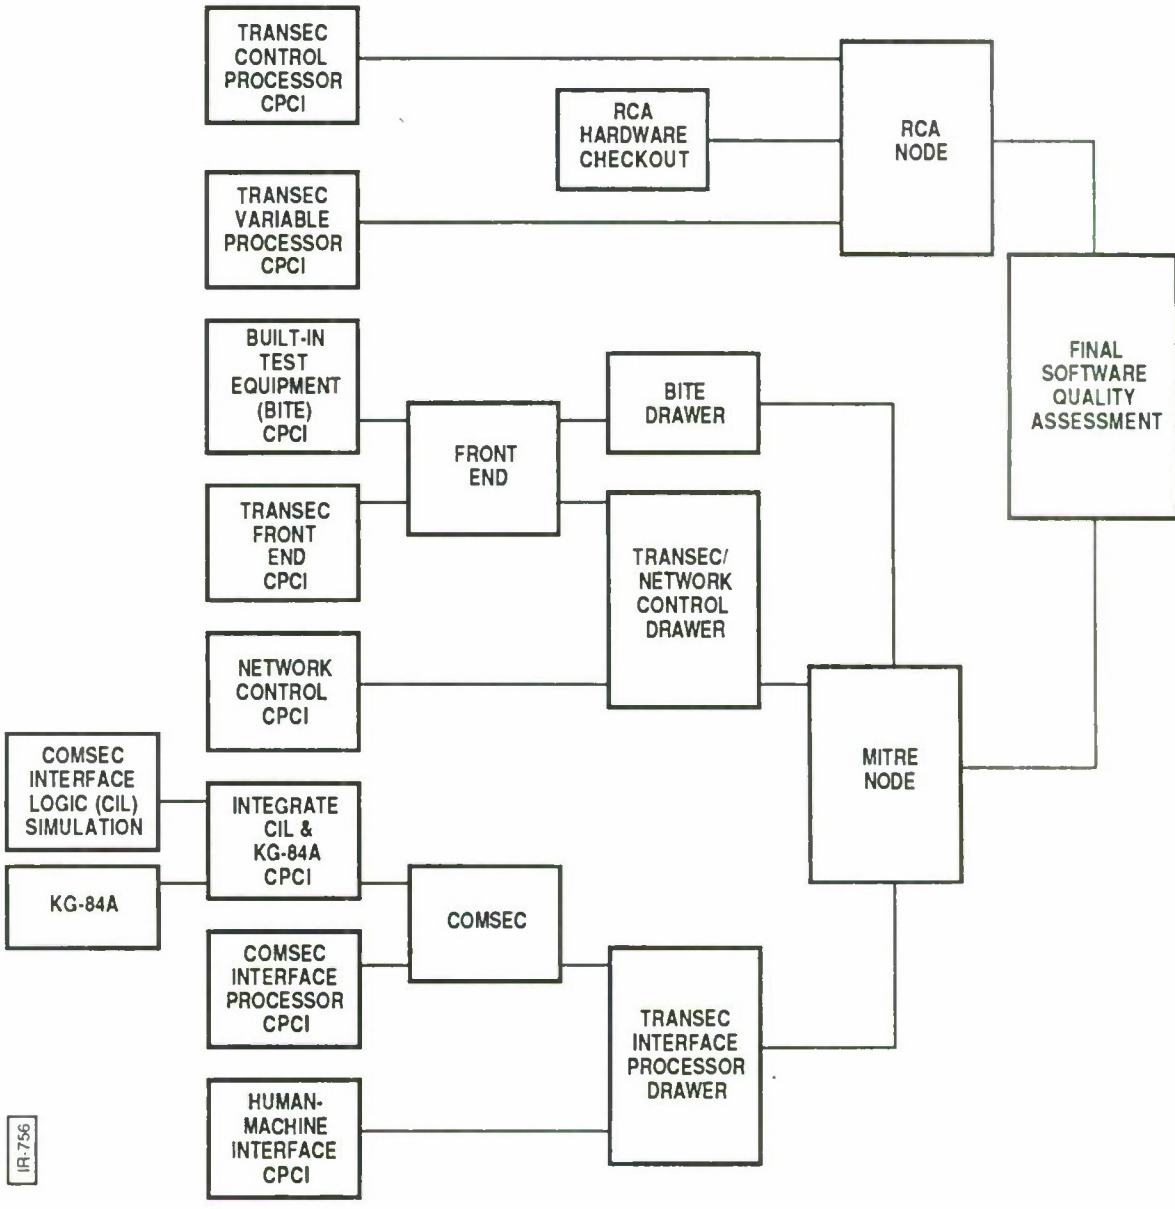 TRANSEC
CONTROL
PROCESSOR
CPCI
RCA
HARDWARE
CHECKOUT
RCA
NODE
TRANSEC
VARIABLE
PROCESSOR
CPCI
BUILT-IN
TEST
EQUIPMENT
(BITE)
CPCI
FRONT
END
BITE
DRAWER
FINAL
SOFTWARE
QUALITY
ASSESSMENT
TRANSEC
FRONT
END
CPCI
TRANSEC/
NETWORK
CONTROL
DRAWER
NETWORK
CONTROL
CPCI
MITRE
NODE
COMSEC
INTERFACE
LOGIC (CIL)
SIMULATION
INTEGRATE
CIL &
KG-84A
CPCI
KG-84A
COMSEC
COMSEC
INTERFACE
PROCESSOR
CPCI
TRANSEC
INTERFACE
PROCESSOR
DRAWER
HUMAN-
MACHINE
INTERFACE
CPCI
IR-756